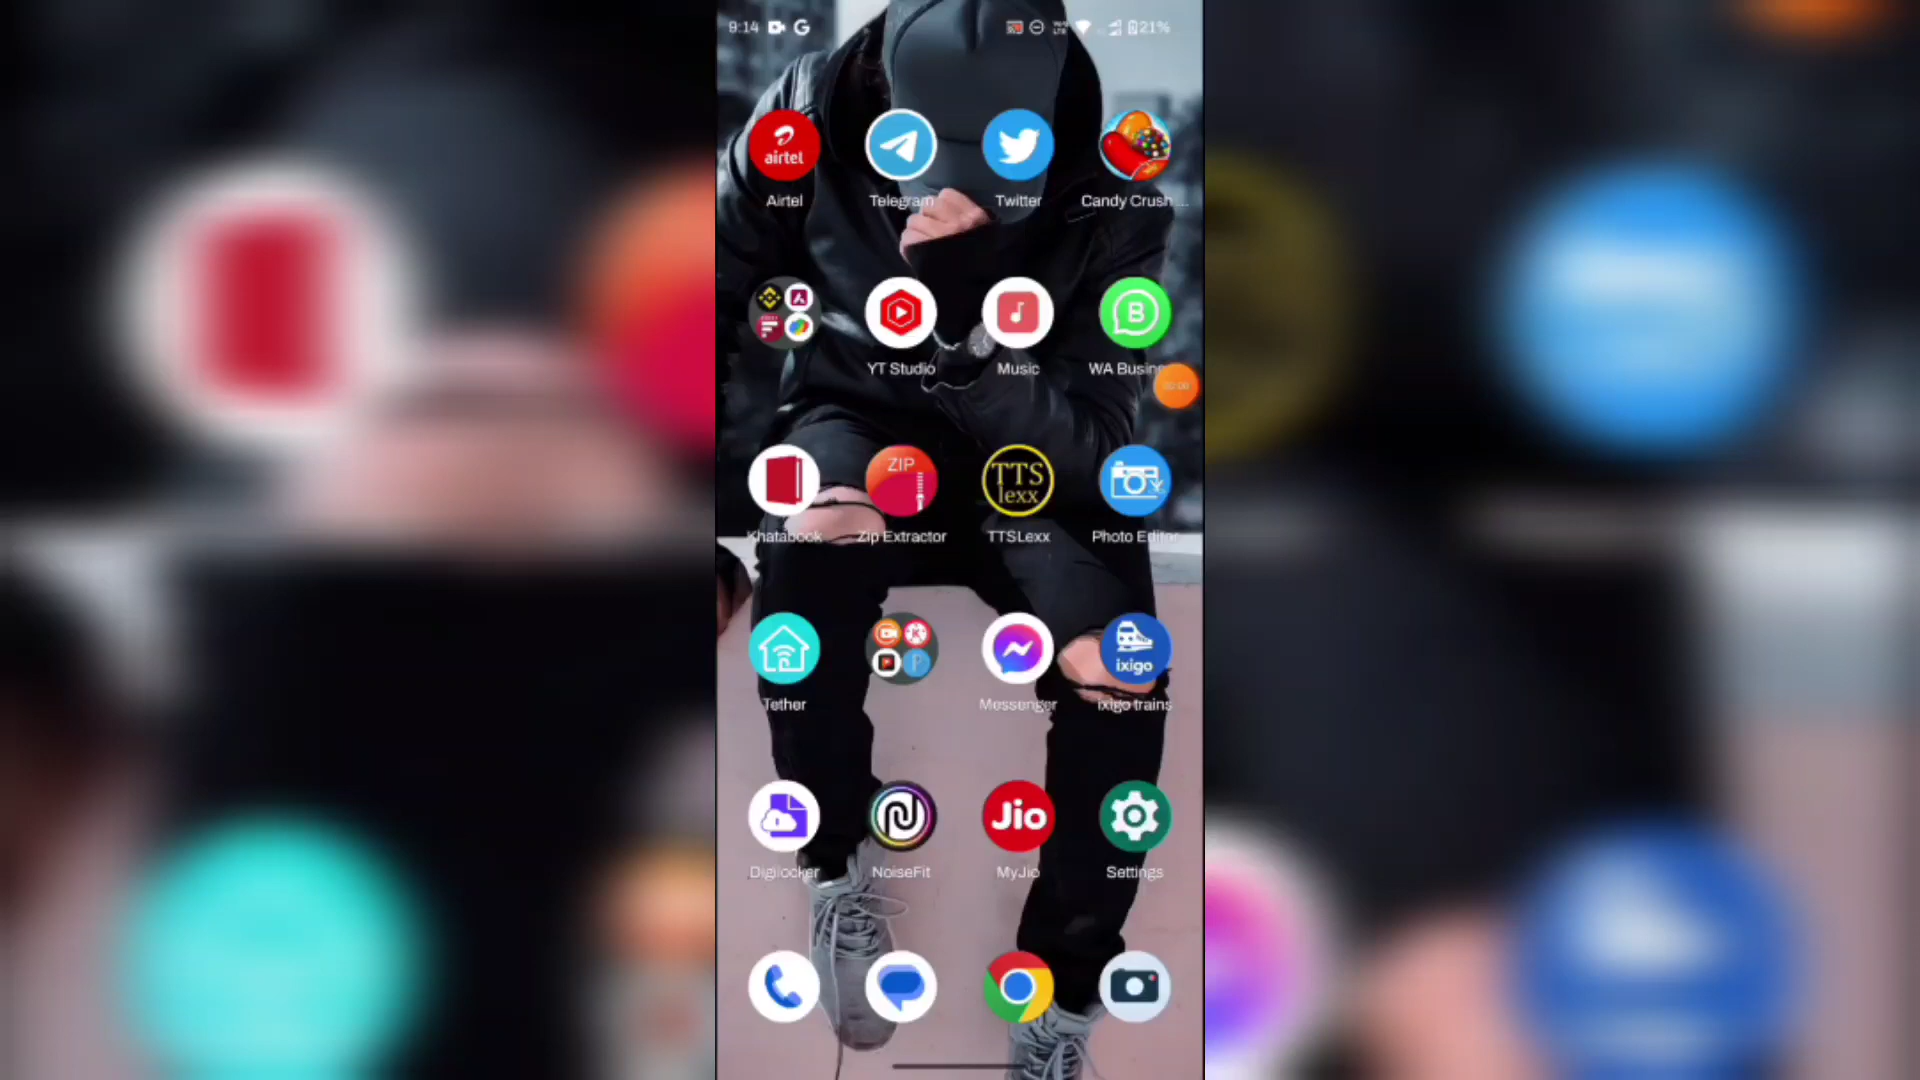 9:14 21%
airtel
Airtel Telegram Twitter Candy Crush ...
YT Studio Music WA Busin
ZIP TTS lexx
Khatabook Zip Extractor TTSLexx Photo Editor
ixigo
Tether Messenger ixigo trains
Jio
Digilocker NoiseFit MyJio Settings